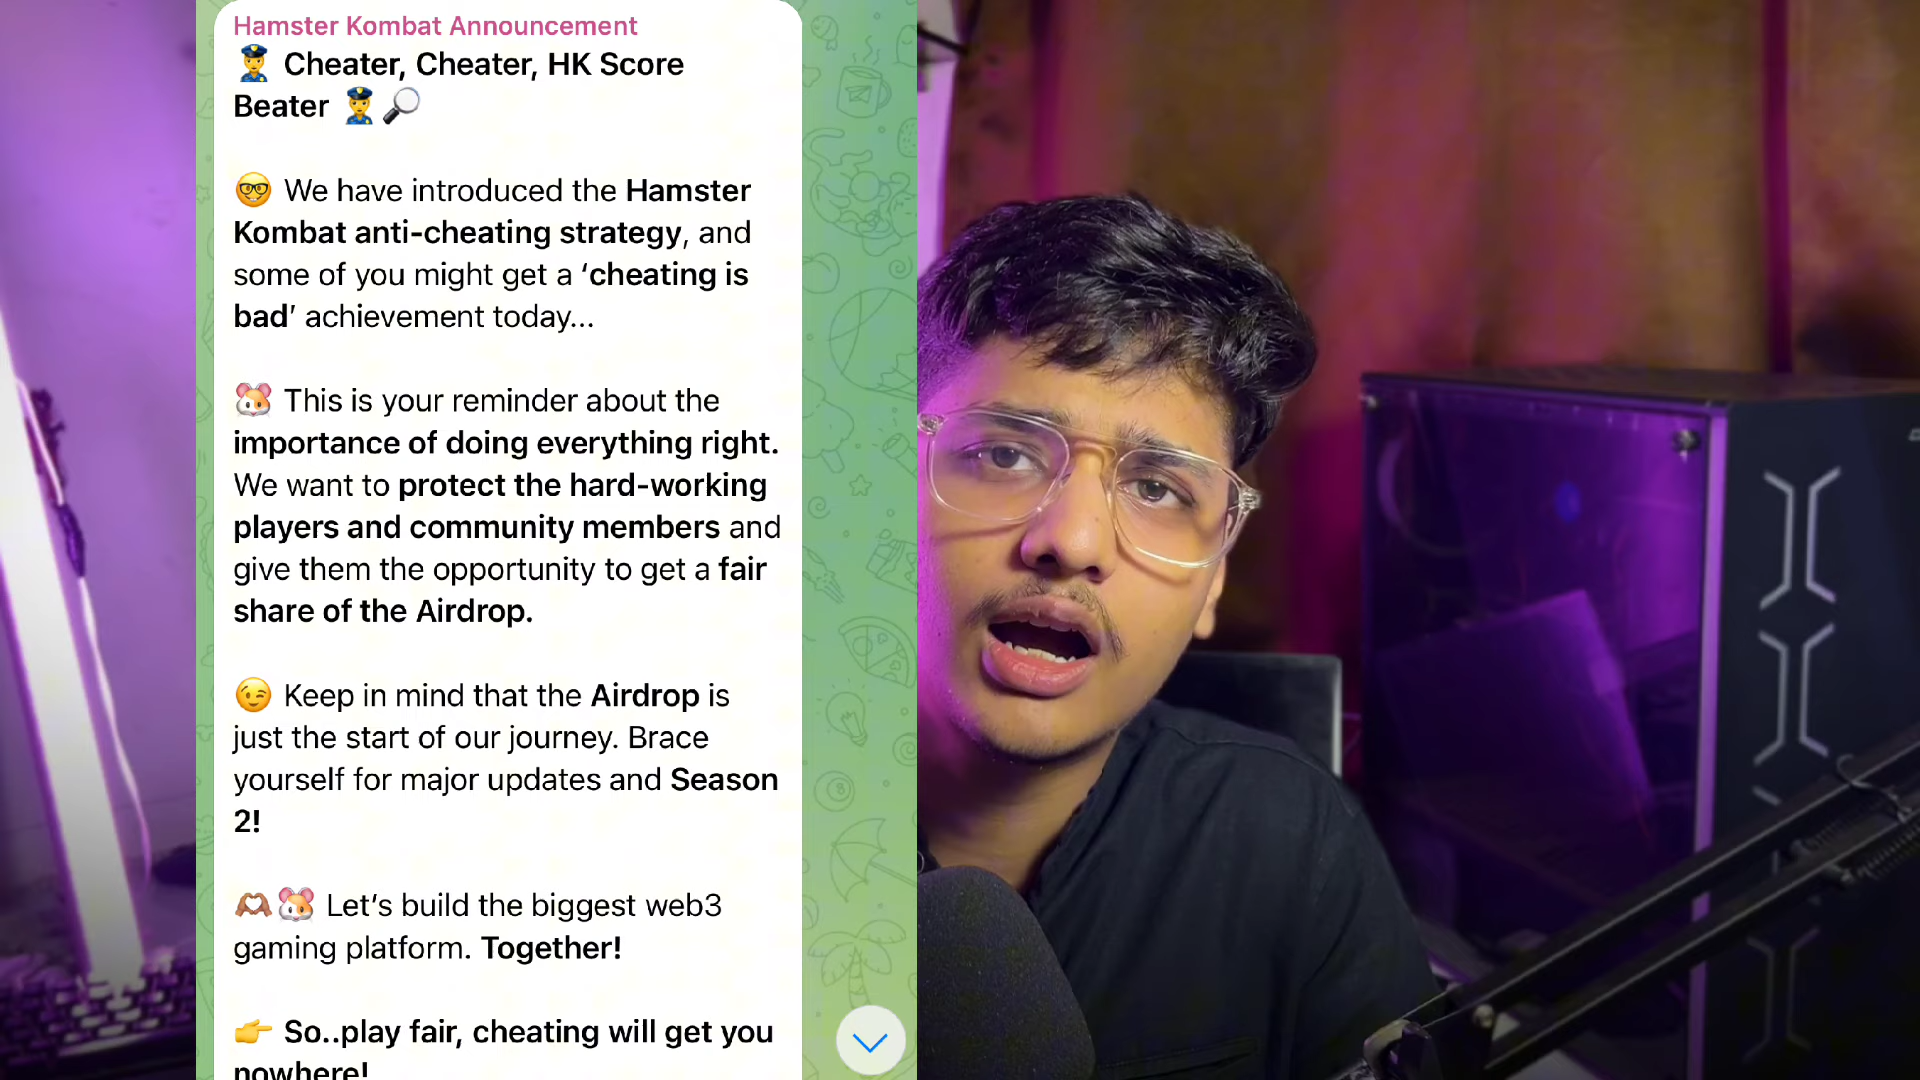 Hamster Kombat Announcement
👮 Cheater, Cheater, HK Score
Beater 👮🔎
🤓 We have introduced the Hamster
Kombat anti-cheating strategy, and
some of you might get a ‘cheating is
bad’ achievement today...
🐹 This is your reminder about the
importance of doing everything right.
We want to protect the hard-working
players and community members and
give them the opportunity to get a fair
share of the Airdrop.
😉 Keep in mind that the Airdrop is
just the start of our journey. Brace
yourself for major updates and Season
2!
🫶🏽🐹 Let’s build the biggest web3
gaming platform. Together!
👉 So..play fair, cheating will get you
nowhere!